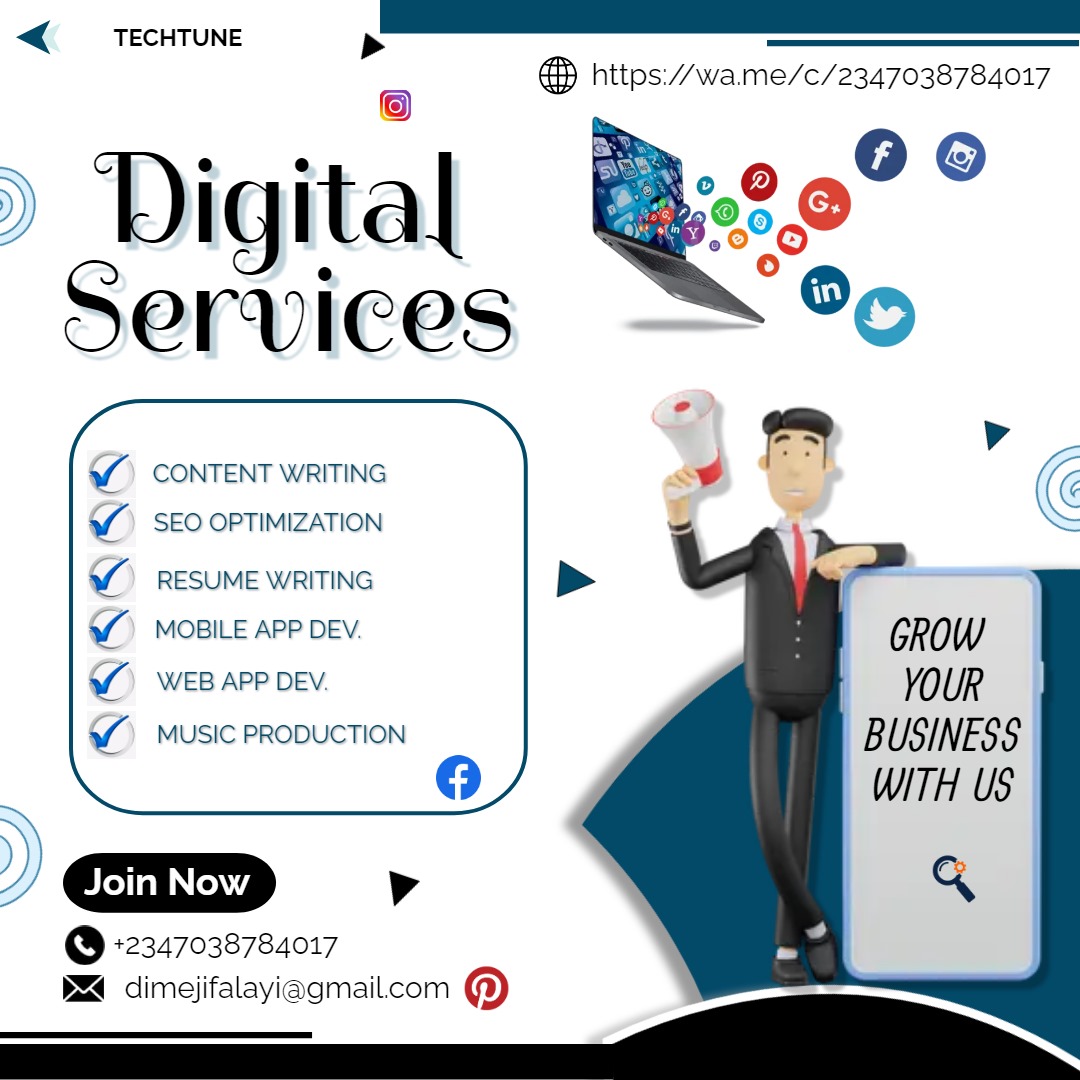 TECHTUNE
https://wa.me/c/2347038784017
Digital
Services
CONTENT WRITING
SEO OPTIMIZATION
RESUME WRITING
MOBILE APP DEV.
WEB APP DEV.
MUSIC PRODUCTION
GROW
YOUR
BUSINESS
WITH US
Join Now
+2347038784017
dimejifalayi@gmail.com